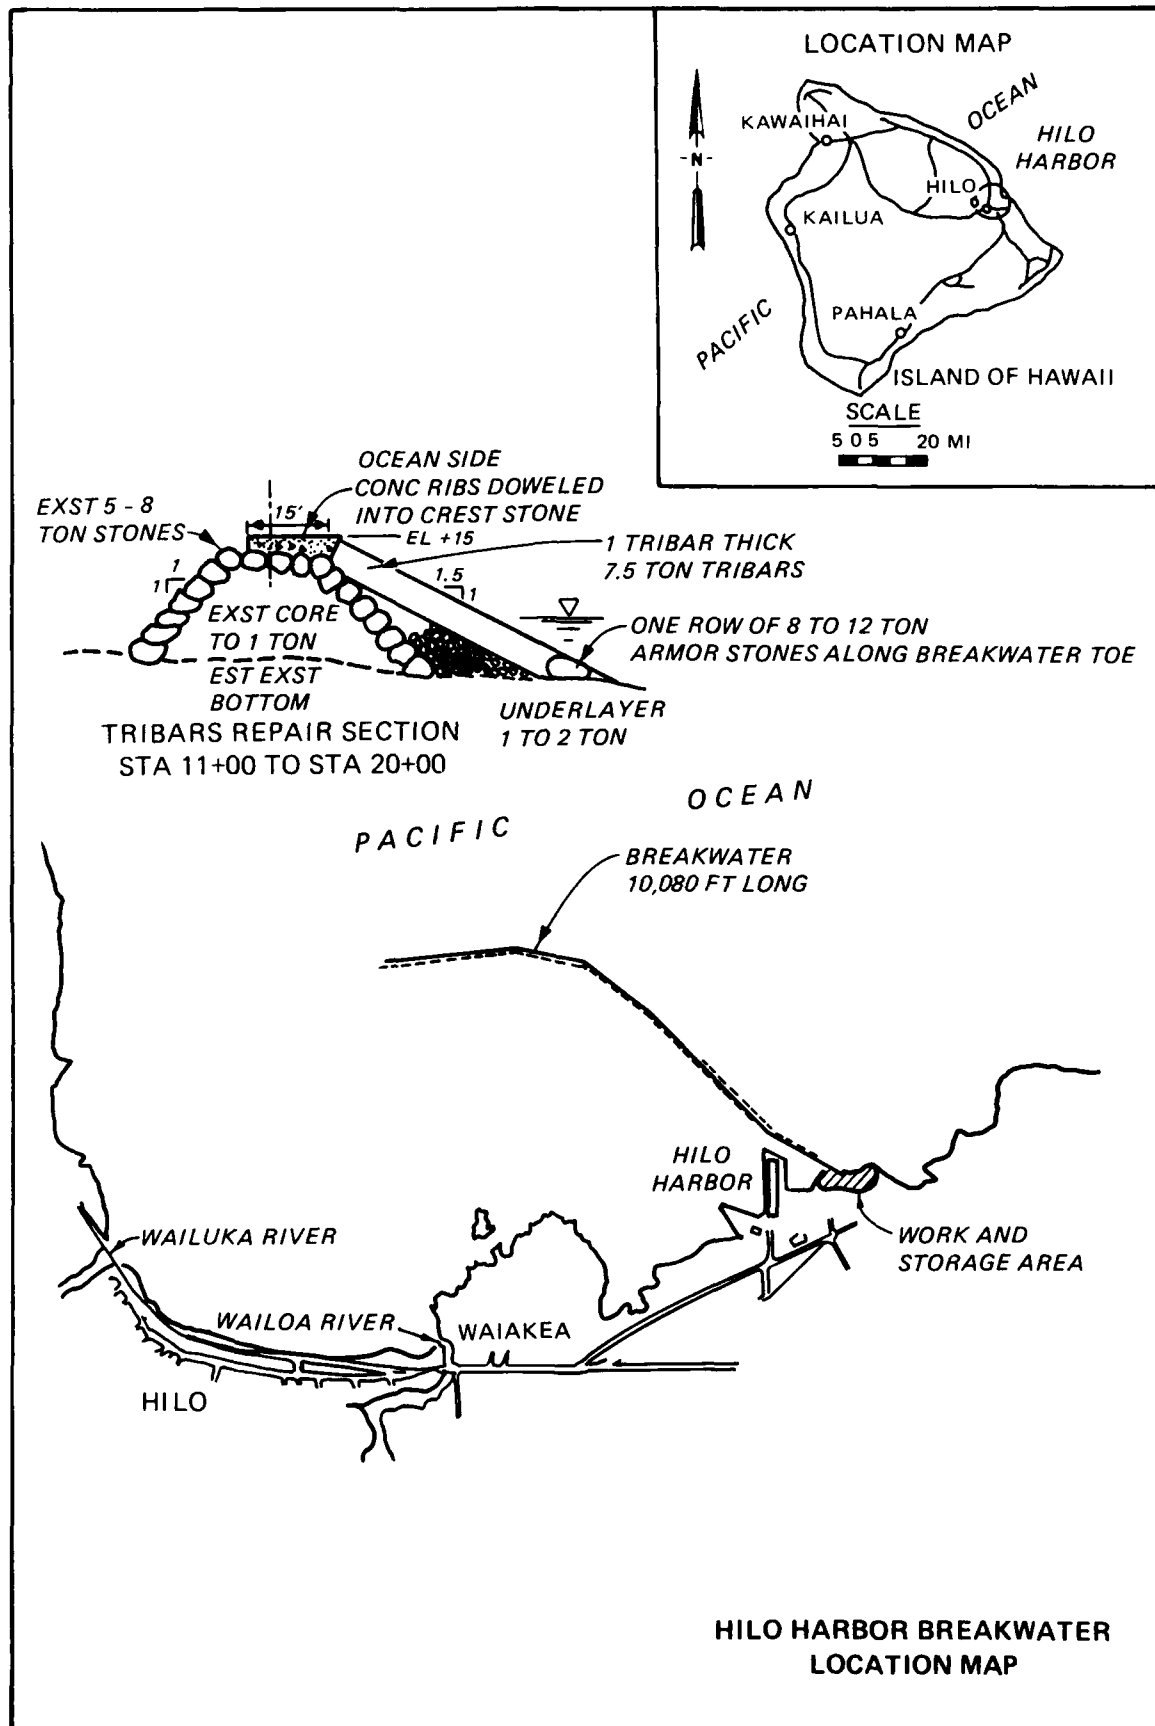 LOCATION MAP
OCEAN
KAWAIHAI
HILO
HARBOR
-N-
HILO
KAILUA
PACIFIC
PAHALA
ISLAND OF HAWAII
SCALE
5 0 5 20 MI
OCEAN SIDE
CONC RIBS DOWELED
INTO CREST STONE
EXST 5 - 8
TON STONES
15'
EL +15
1 TRIBAR THICK
7.5 TON TRIBARS
1
1
1.5
1
EXST CORE
TO 1 TON
EST EXST
BOTTOM
ONE ROW OF 8 TO 12 TON
ARMOR STONES ALONG BREAKWATER TOE
UNDERLAYER
1 TO 2 TON
TRIBARS REPAIR SECTION
STA 11+00 TO STA 20+00
PACIFIC OCEAN
BREAKWATER
10,080 FT LONG
HILO
HARBOR
WORK AND
STORAGE AREA
WAILUKA RIVER
WAILOA RIVER
WAIAKEA
HILO
HILO HARBOR BREAKWATER
LOCATION MAP